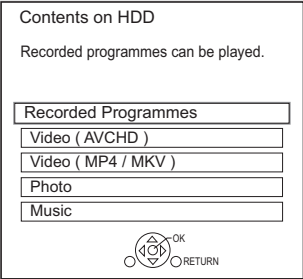 Contents on HDD
Recorded programmes can be played.
Recorded Programmes
Video ( AVCHD )
Video ( MP4 / MKV )
Photo
Music
OK
RETURN